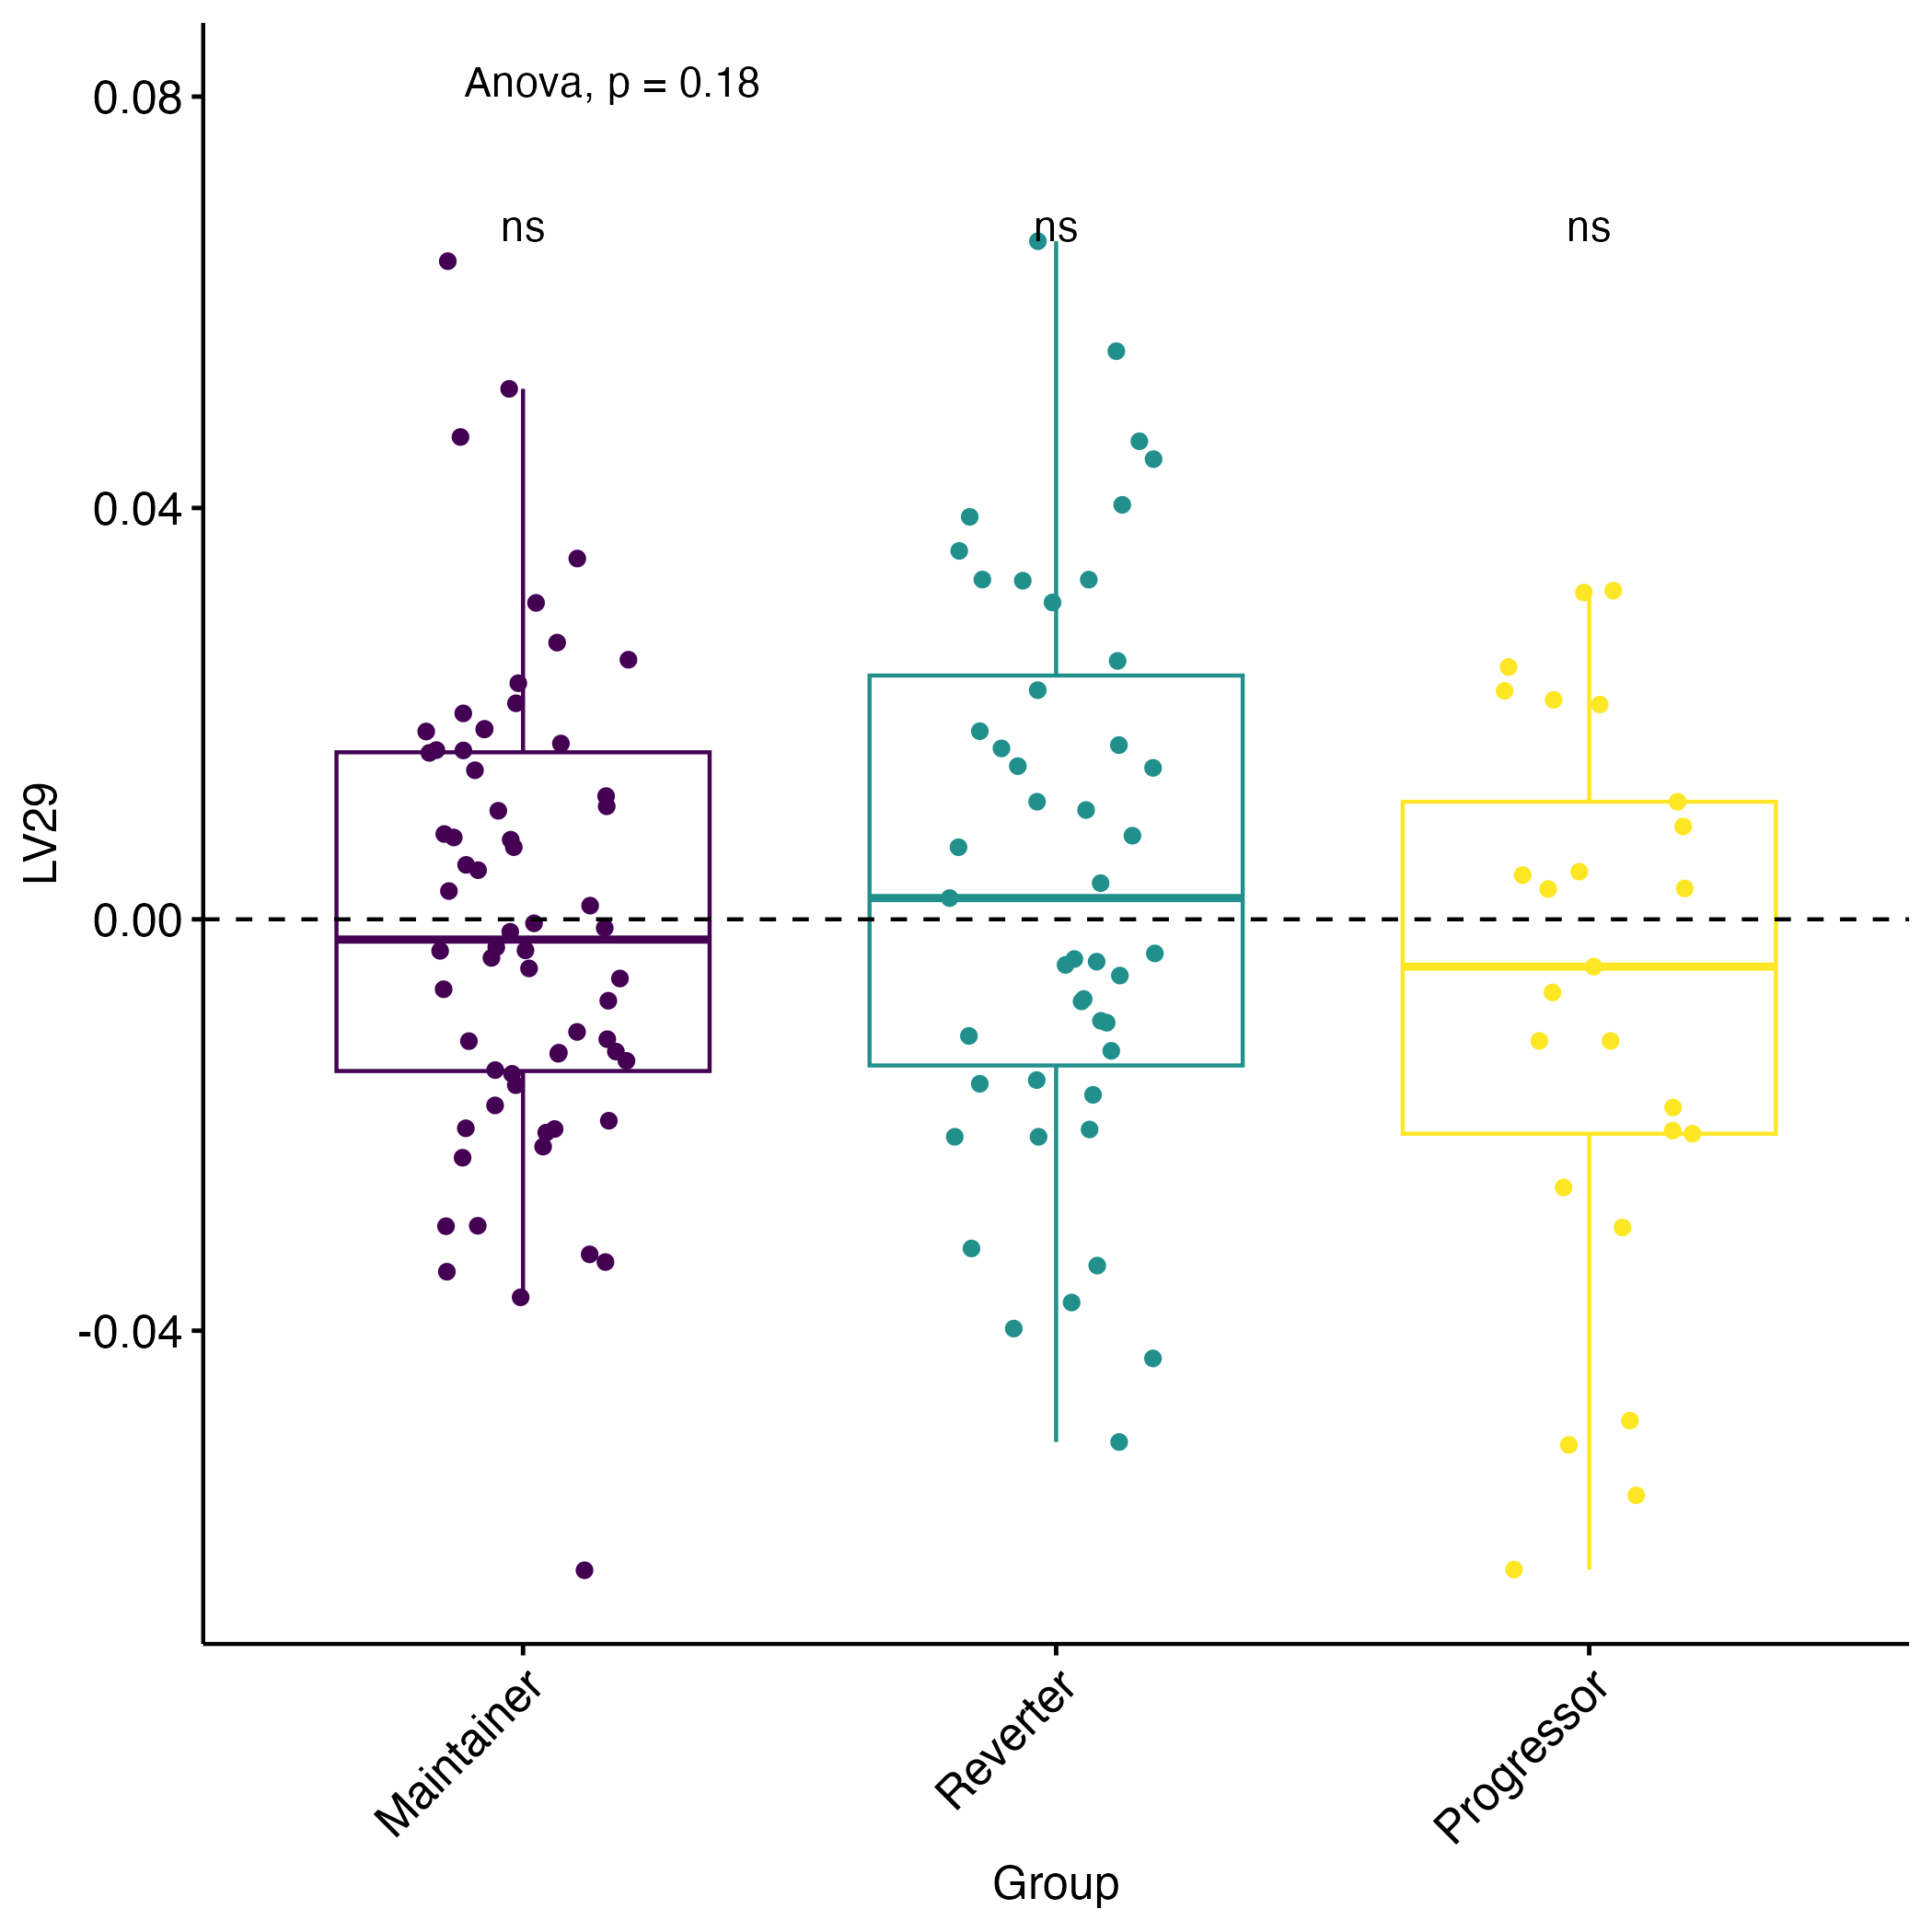 Anova, p = 0.18
ns ns ns
0.08
0.04
0.00
-0.04
LV29
Maintainer
Reverter
Progressor
Group